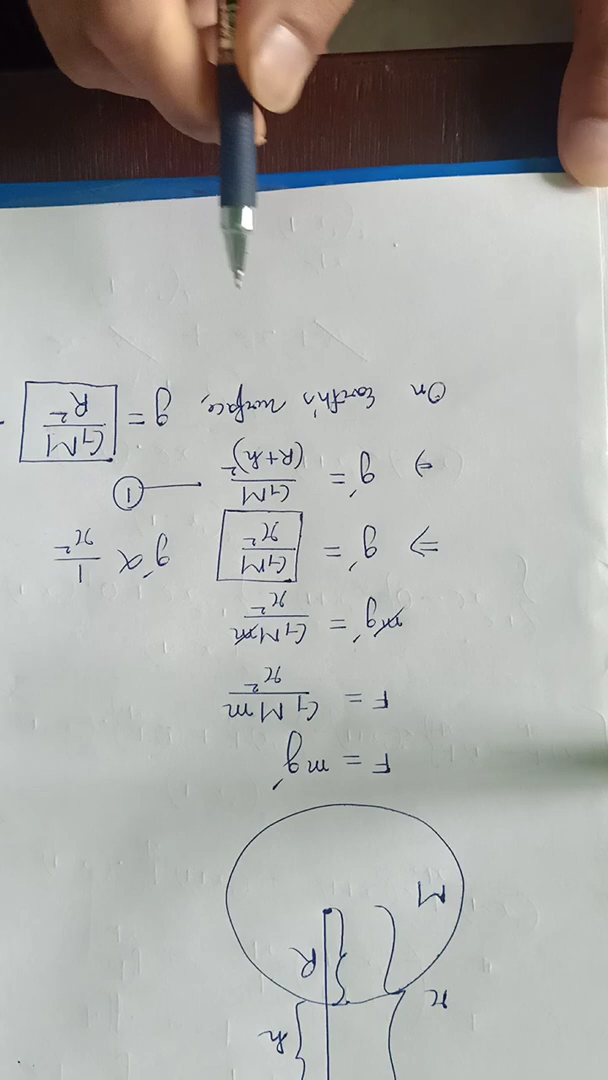 h
R
r
M
F = mg'
F = GMm / r²
mg' = GMm / r²
⇒ g' = GM / r² g' ∝ 1 / r²
⇒ g' = GM / (R+h)² — ①
On Earth's surface, g = GM / R²